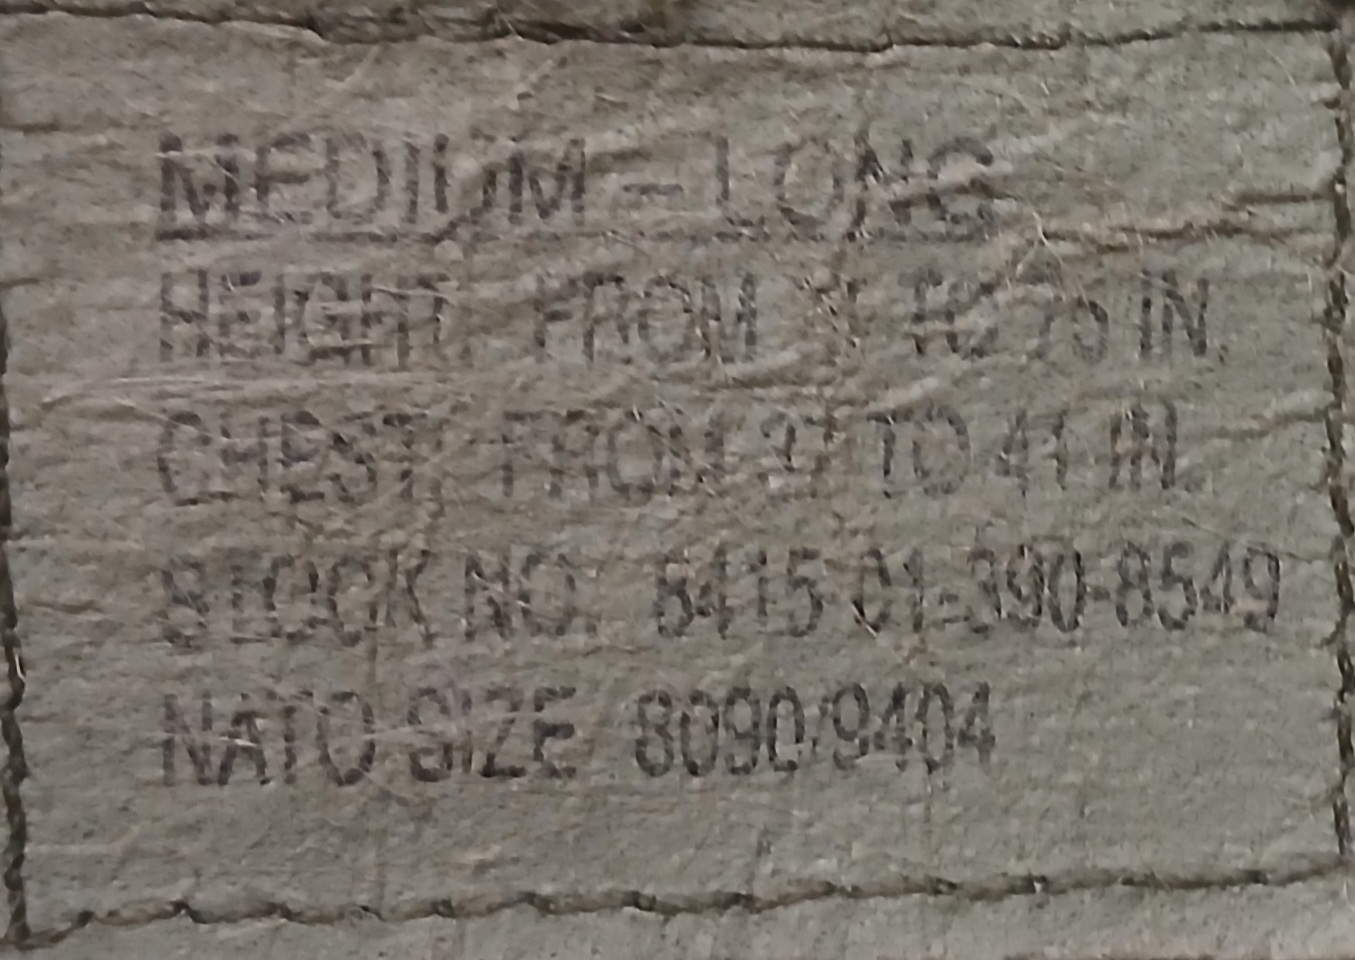 MEDIUM - LONG
HEIGHT: FROM 71 TO 75 IN.
CHEST: FROM 37 TO 41 IN.
STOCK NO. 8415-01-390-8549
NATO SIZE 8090/9404